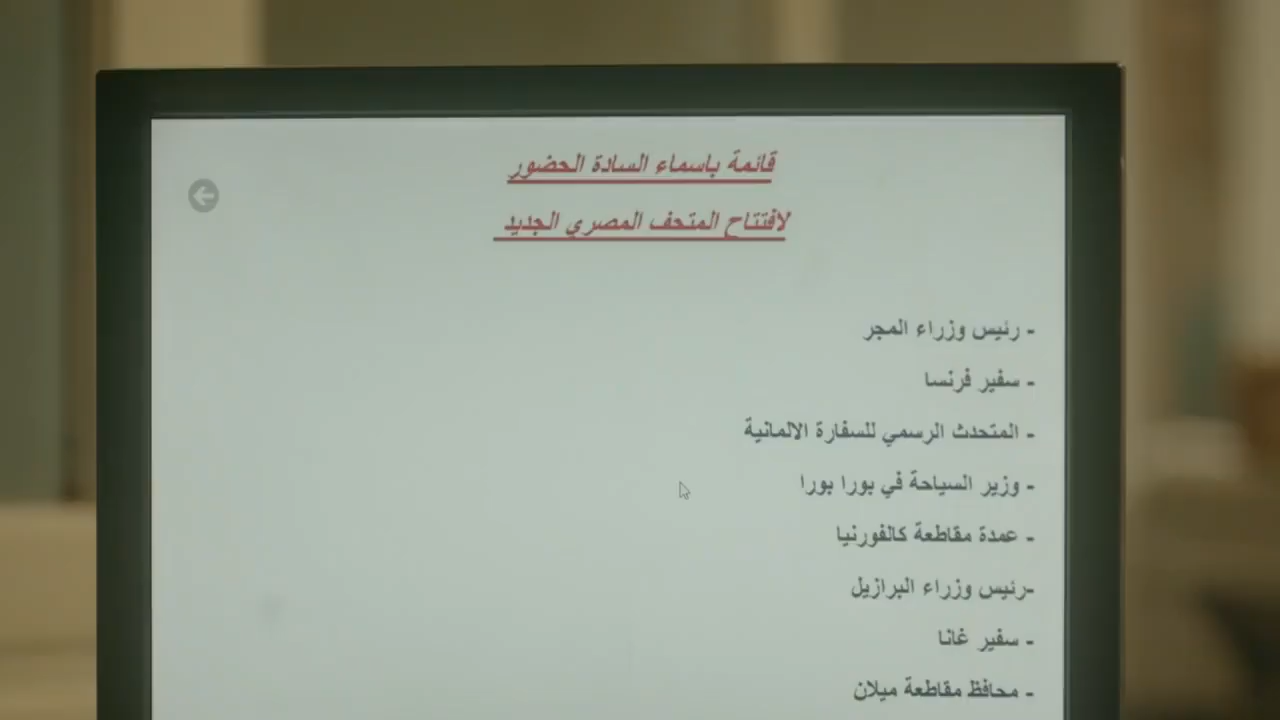 قائمة باسماء السادة الحضور
لافتتاح المتحف المصري الجديد
- رئيس وزراء المجر
- سفير فرنسا
- المتحدث الرسمي للسفارة الالمانية
- وزير السياحة في بورا بورا
- عمدة مقاطعة كالفورنيا
-رئيس وزراء البرازيل
- سفير غانا
- محافظ مقاطعة ميلان